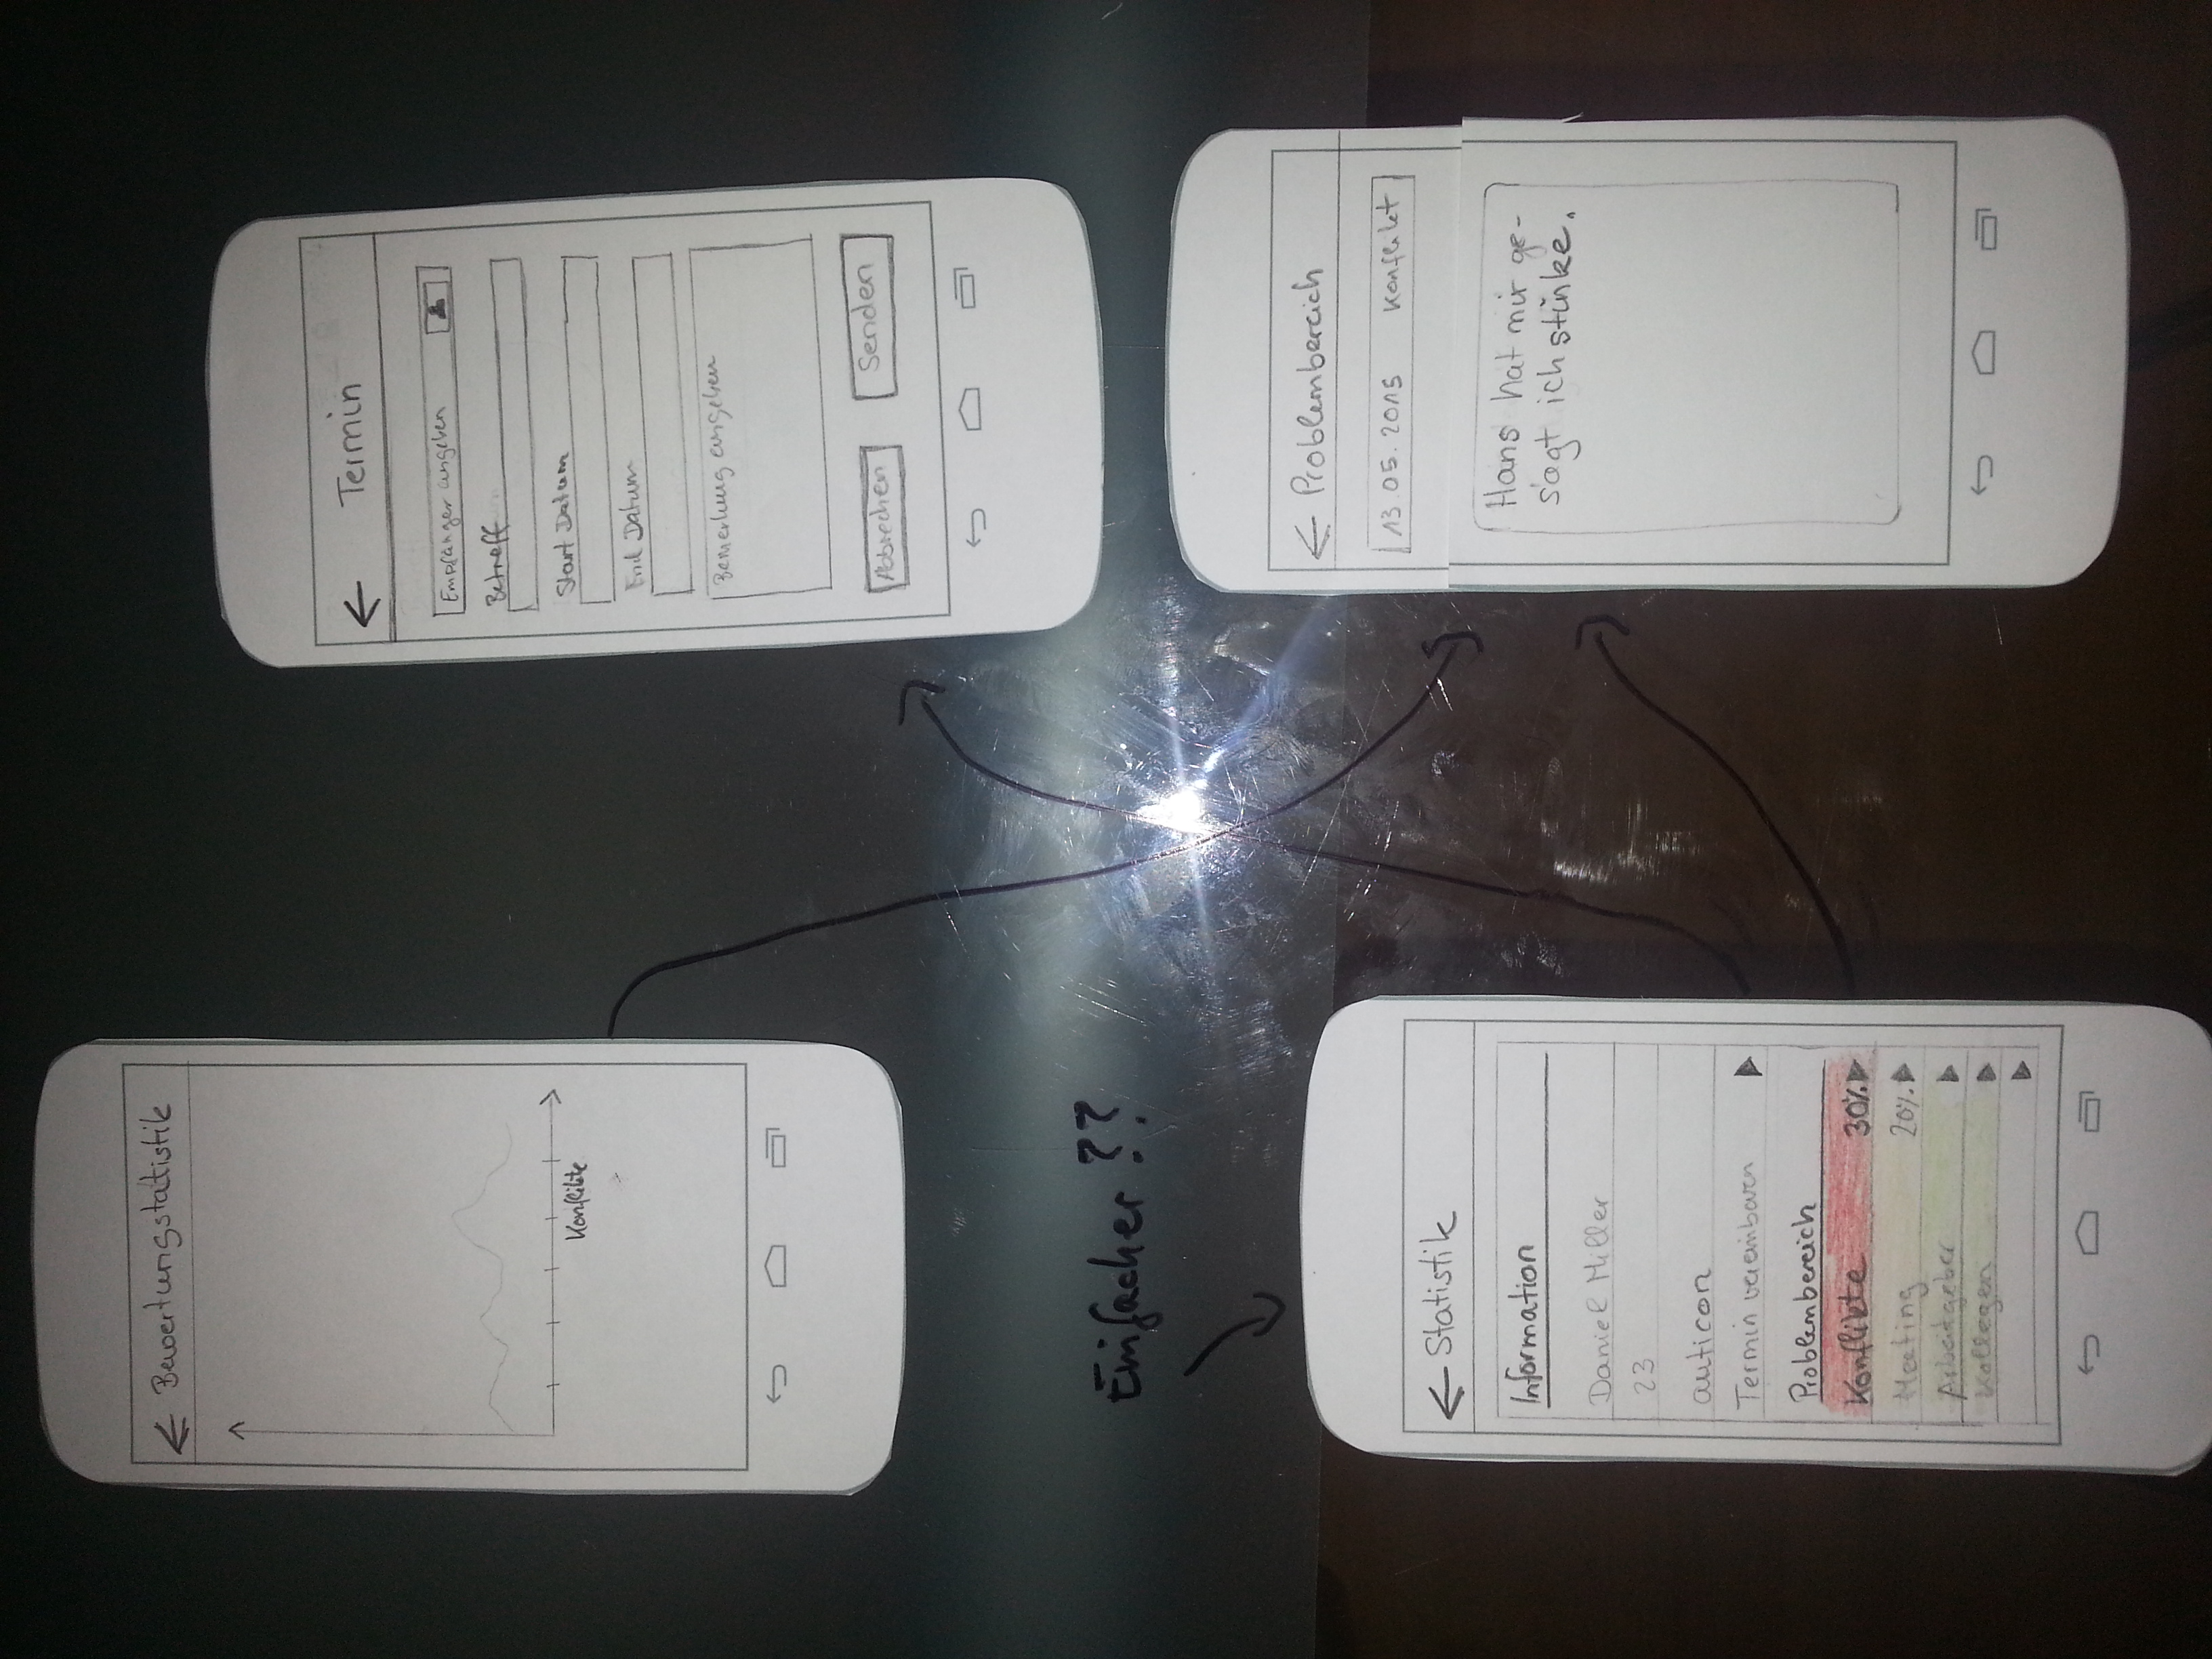 Bewertungstatistik
Konflikte
Termin
Empfänger angeben
Betreff
Start Datum
End Datum
Bemerkung angeben
Abbrechen
Senden
Einfacher ??
Statistik
Information
Daniel Miller
23
auticon
Termin vereinbaren
Problembereich
Konflikte 30%
Meeting 20%
Arbeitgeber
Kollegen
Problembereich
13.05.2015 Konflikt
Hans hat mir ge-
sagt ich stinke.